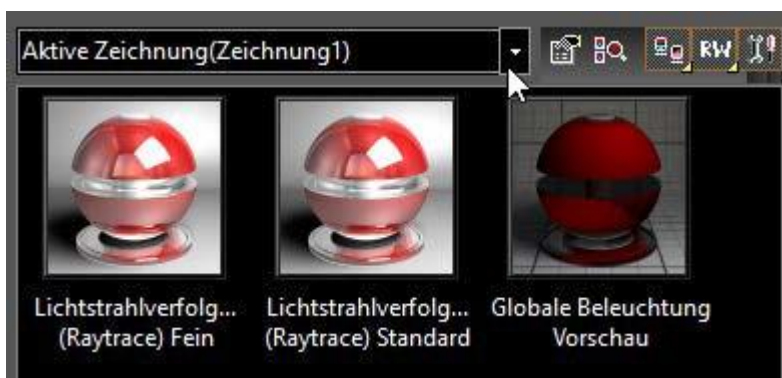 Aktive Zeichnung(Zeichnung1)
RW
Lichtstrahlverfolg... Lichtstrahlverfolg... Globale Beleuchtung
(Raytrace) Fein (Raytrace) Standard Vorschau